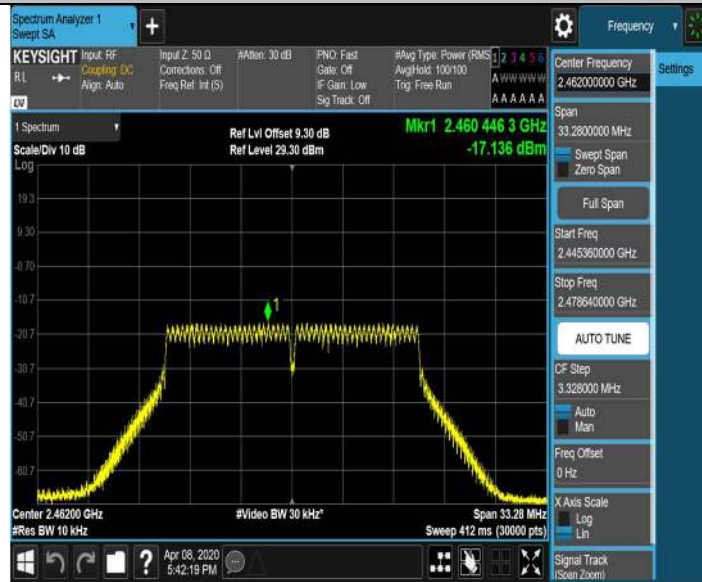 Spectrum Analyzer 1
Swept SA
+
Frequency
KEYSIGHT
RL
Input: RF
Coupling: DC
Align: Auto
Input Z: 50 Ω
Corrections: Off
Freq Ref: Int (S)
#Atten: 30 dB
PNO: Fast
Gate: Off
IF Gain: Low
Sig Track: Off
#Avg Type: Power (RMS
Avg|Hold: 100/100
Trig: Free Run
1 2 3 4 5 6
A W W W W W
A A A A A A
1 Spectrum
Scale/Div 10 dB
Ref Lvl Offset 9.30 dB
Ref Level 29.30 dBm
Mkr1 2.460 446 3 GHz
-17.136 dBm
Log
19.3
9.30
-0.70
-10.7
-20.7
-30.7
-40.7
-50.7
-60.7
1
Center 2.46200 GHz
#Res BW 10 kHz
#Video BW 30 kHz*
Span 33.28 MHz
Sweep 412 ms (30000 pts)
Center Frequency
2.462000000 GHz
Settings
Span
33.2800000 MHz
Swept Span
Zero Span
Full Span
Start Freq
2.445360000 GHz
Stop Freq
2.478640000 GHz
AUTO TUNE
CF Step
3.328000 MHz
Auto
Man
Freq Offset
0 Hz
X Axis Scale
Log
Lin
Signal Track
(Span Zoom)
?
Apr 08, 2020
5:42:19 PM